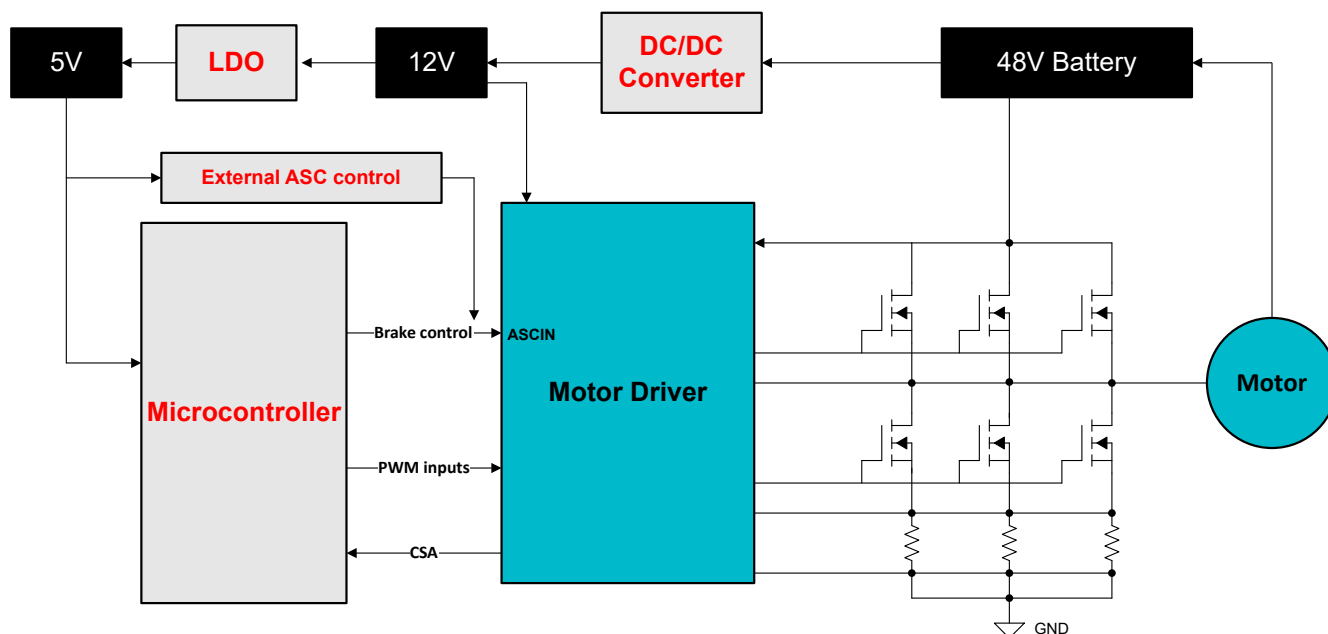 5V
LDO
12V
DC/DC
Converter
48V Battery
External ASC control
Brake control
ASCIN
Motor Driver
Motor
Microcontroller
PWM inputs
CSA
GND